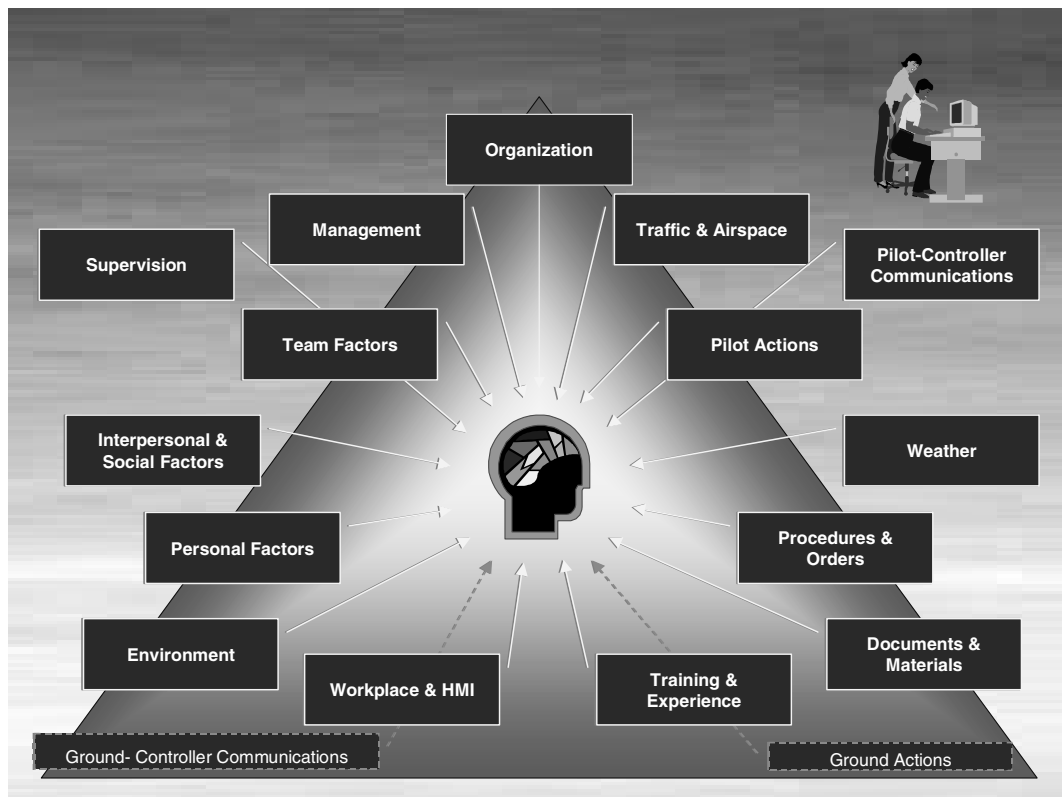 Organization
Management
Traffic & Airspace
Supervision
Pilot-Controller
Communications
Team Factors
Pilot Actions
Interpersonal &
Social Factors
Weather
Personal Factors
Procedures &
Orders
Environment
Documents &
Materials
Workplace & HMI
Training &
Experience
Ground- Controller Communications
Ground Actions